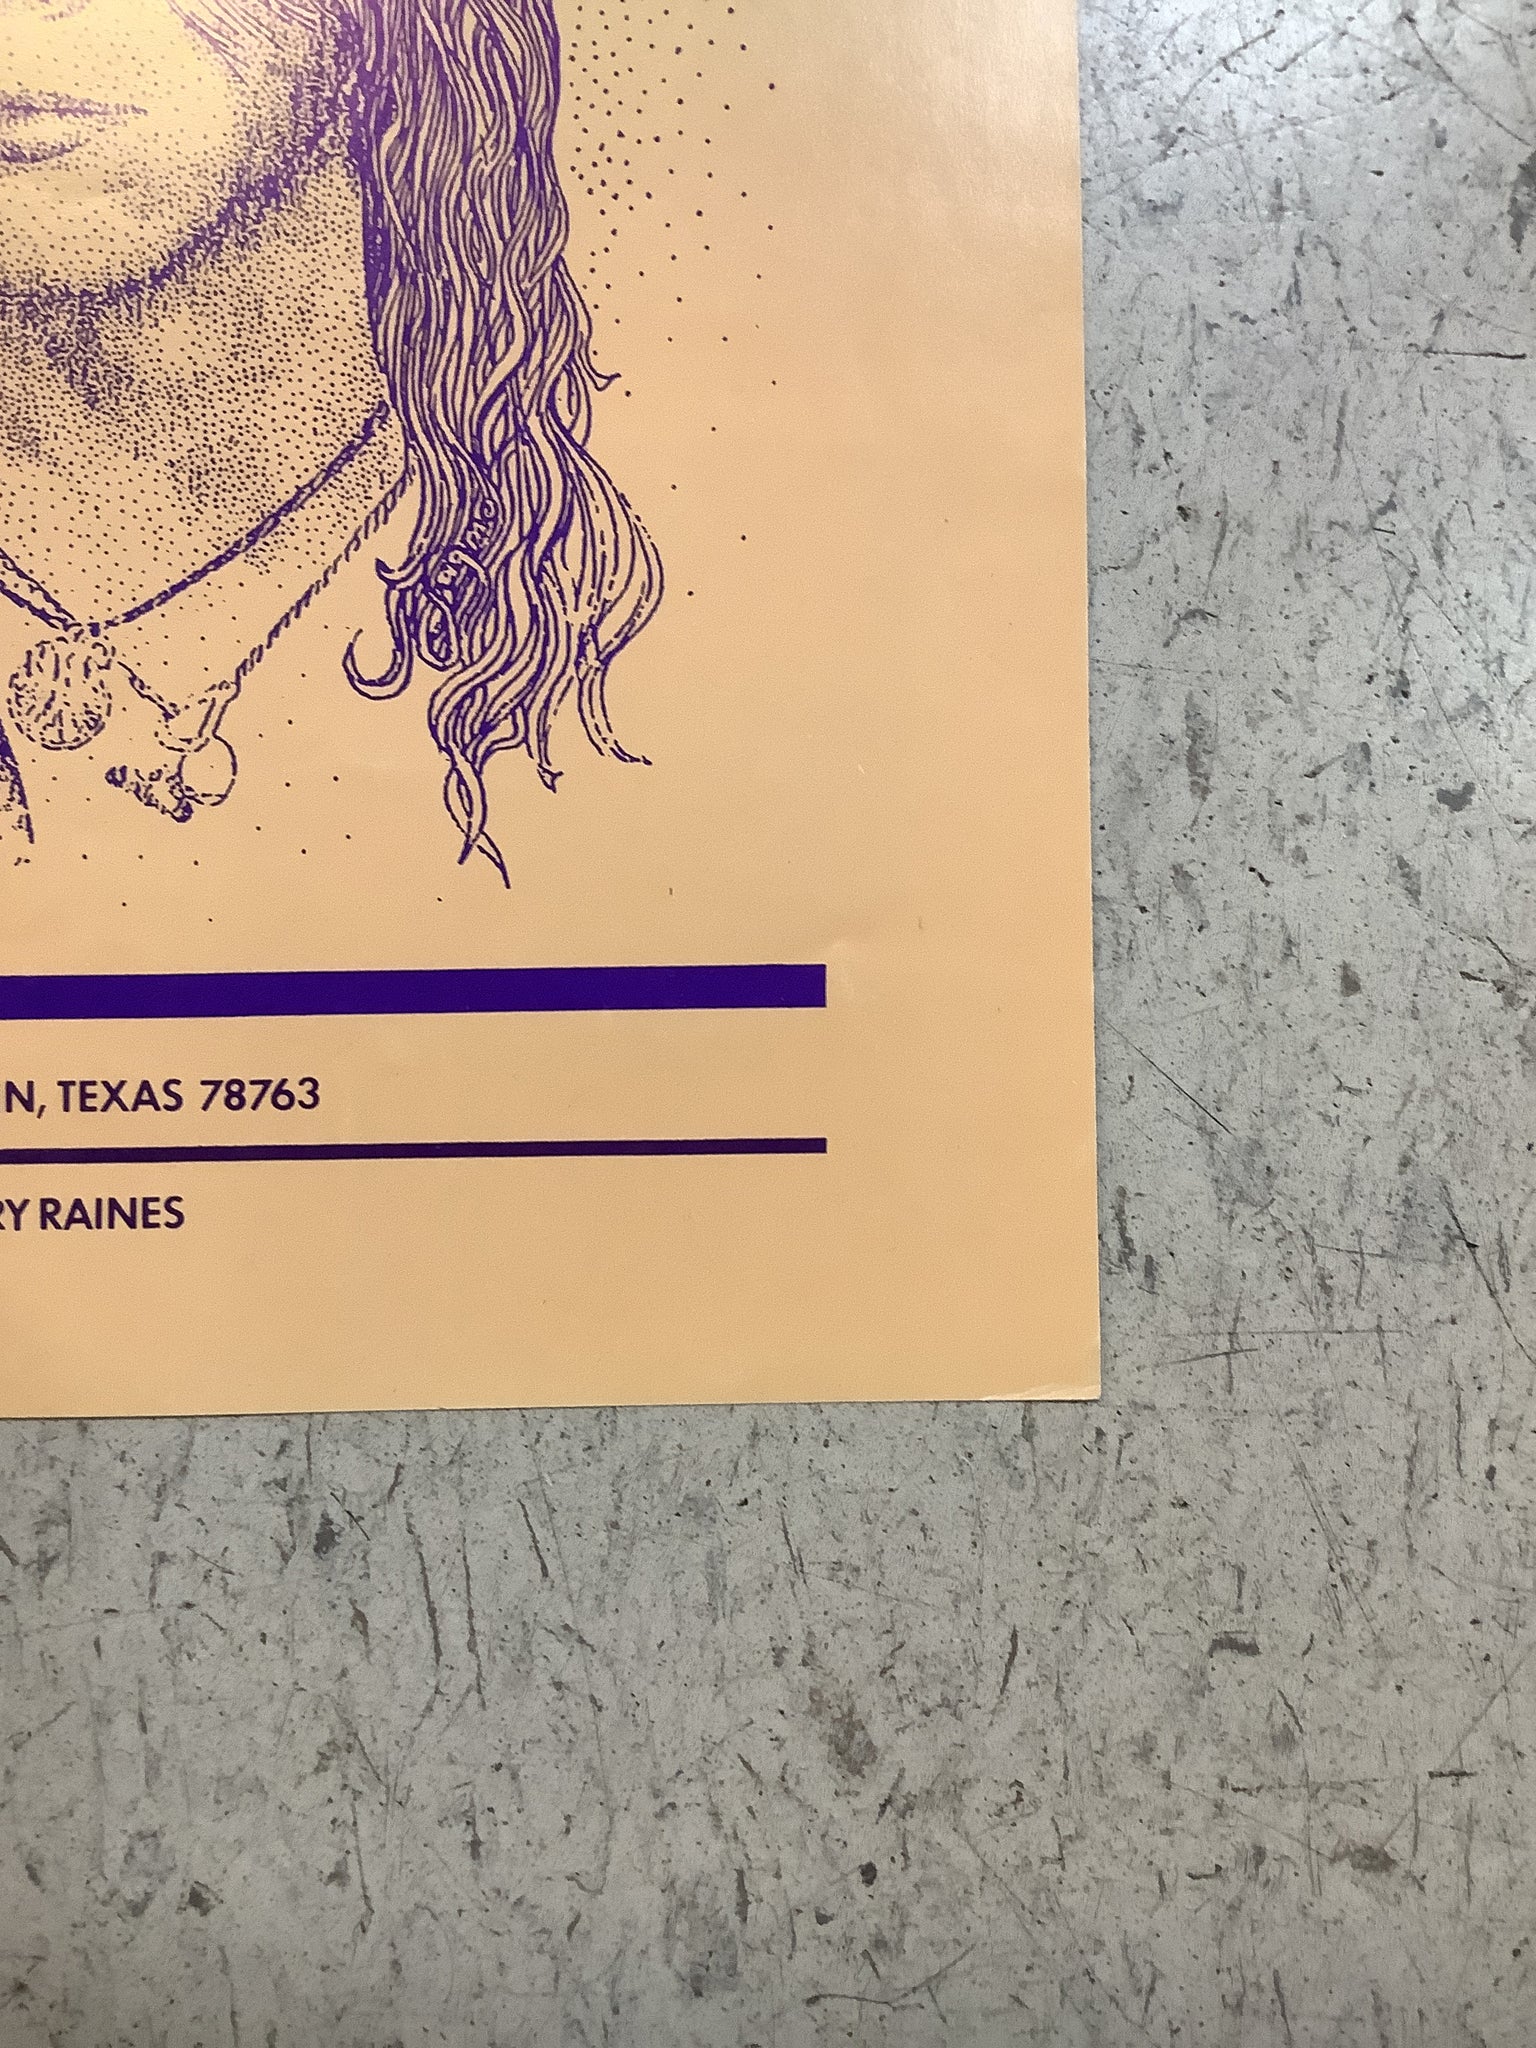 N, TEXAS 78763
RY RAINES